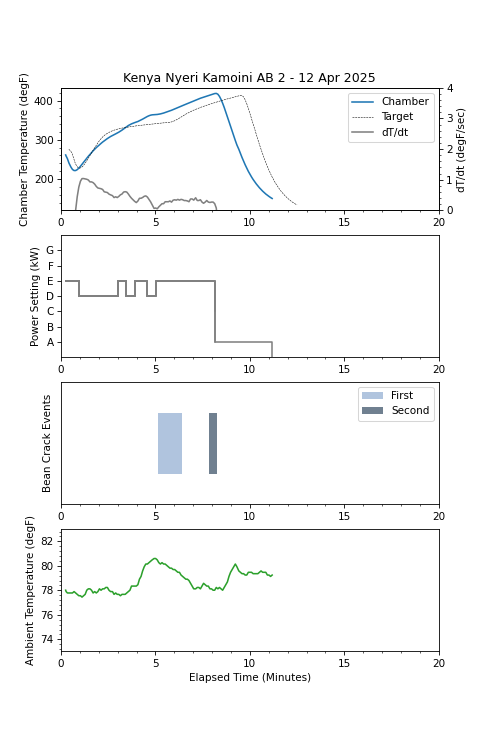 Kenya Nyeri Kamoini AB 2 - 12 Apr 2025
Chamber Temperature (degF)
400
300
200
Chamber
Target
dT/dt
4
3
2
1
0
dT/dt (degF/sec)
0 5 10 15 20
Power Setting (kW)
G
F
E
D
C
B
A
0 5 10 15 20
Bean Crack Events
First
Second
0 5 10 15 20
Ambient Temperature (degF)
82
80
78
76
74
0 5 10 15 20
Elapsed Time (Minutes)